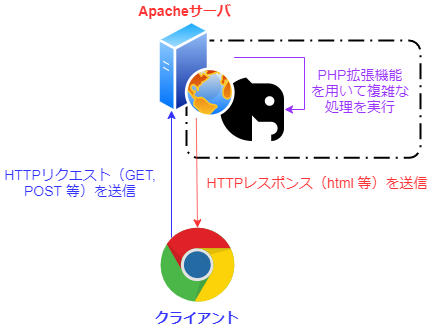 Apacheサーバ
PHP拡張機能
を用いて複雑な
処理を実行
HTTPリクエスト（GET,
POST 等）を送信
HTTPレスポンス（html 等）を送信
クライアント